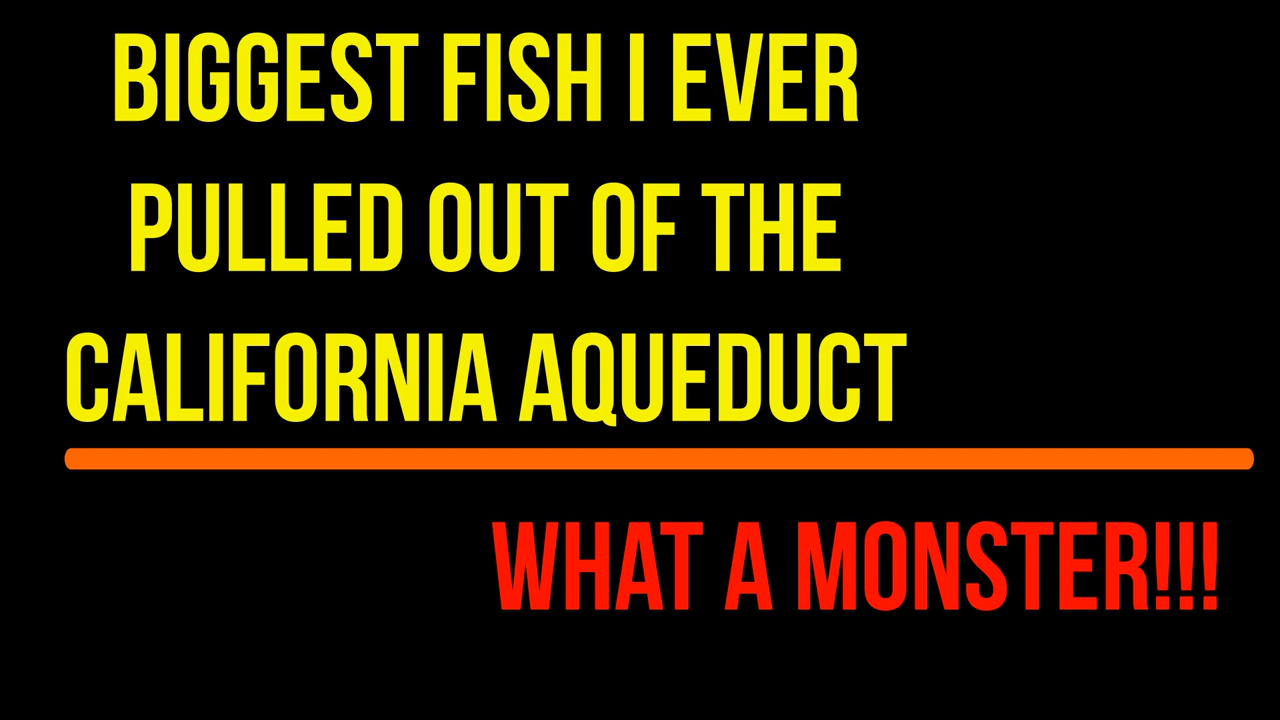 BIGGEST FISH I EVER
PULLED OUT OF THE
CALIFORNIA AQUEDUCT
WHAT A MONSTER!!!